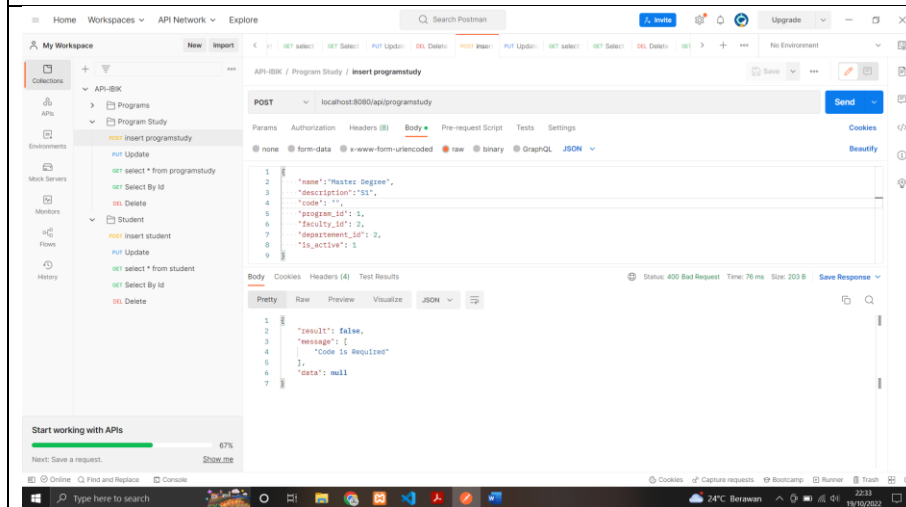 Home Workspaces API Network Explore Search Postman Invite Upgrade
My Workspace New Import GET select GET Select PUT Updat DEL Delete POST inser PUT Updat GET select GET Select DEL Delete GET No Environment
Collections
APIs
Environments
Mock Servers
Monitors
Flows
History
API-IBIK
Programs
Program Study
POST insert programstudy
PUT Update
GET select * from programstudy
GET Select By Id
DEL Delete
Student
POST insert student
PUT Update
GET select * from student
GET Select By Id
DEL Delete
API-IBIK / Program Study / insert programstudy Save
POST localhost:8080/api/programstudy Send
Params Authorization Headers (8) Body Pre-request Script Tests Settings Cookies
none form-data x-www-form-urlencoded raw binary GraphQL JSON Beautify
1 {
2 "name":"Master Degree",
3 "description":"S1",
4 "code": "",
5 "program_id": 1,
6 "faculty_id": 2,
7 "departement_id": 2,
8 "is_active": 1
9 }
Body Cookies Headers (4) Test Results Status: 400 Bad Request Time: 76 ms Size: 203 B Save Response
Pretty Raw Preview Visualize JSON
1 {
2 "result": false,
3 "message": [
4 "Code is Required"
5 ],
6 "data": null
7 }
Start working with APIs
67%
Next: Save a request. Show me
Online Find and Replace Console Cookies Capture requests Bootcamp Runner Trash
Type here to search 24°C Berawan 22:33
19/10/2022